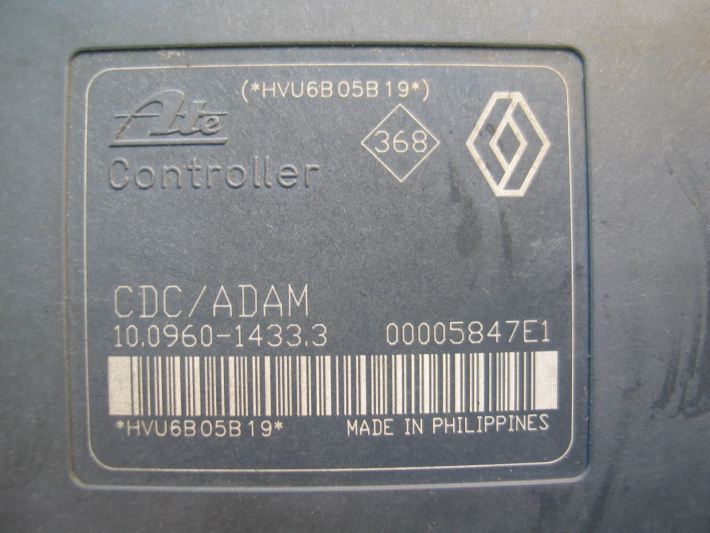 (*HVU6B05B19*)
Ate
368
Controller
CDC/ADAM
10.0960-1433.3 00005847E1
*HVU6B05B19* MADE IN PHILIPPINES